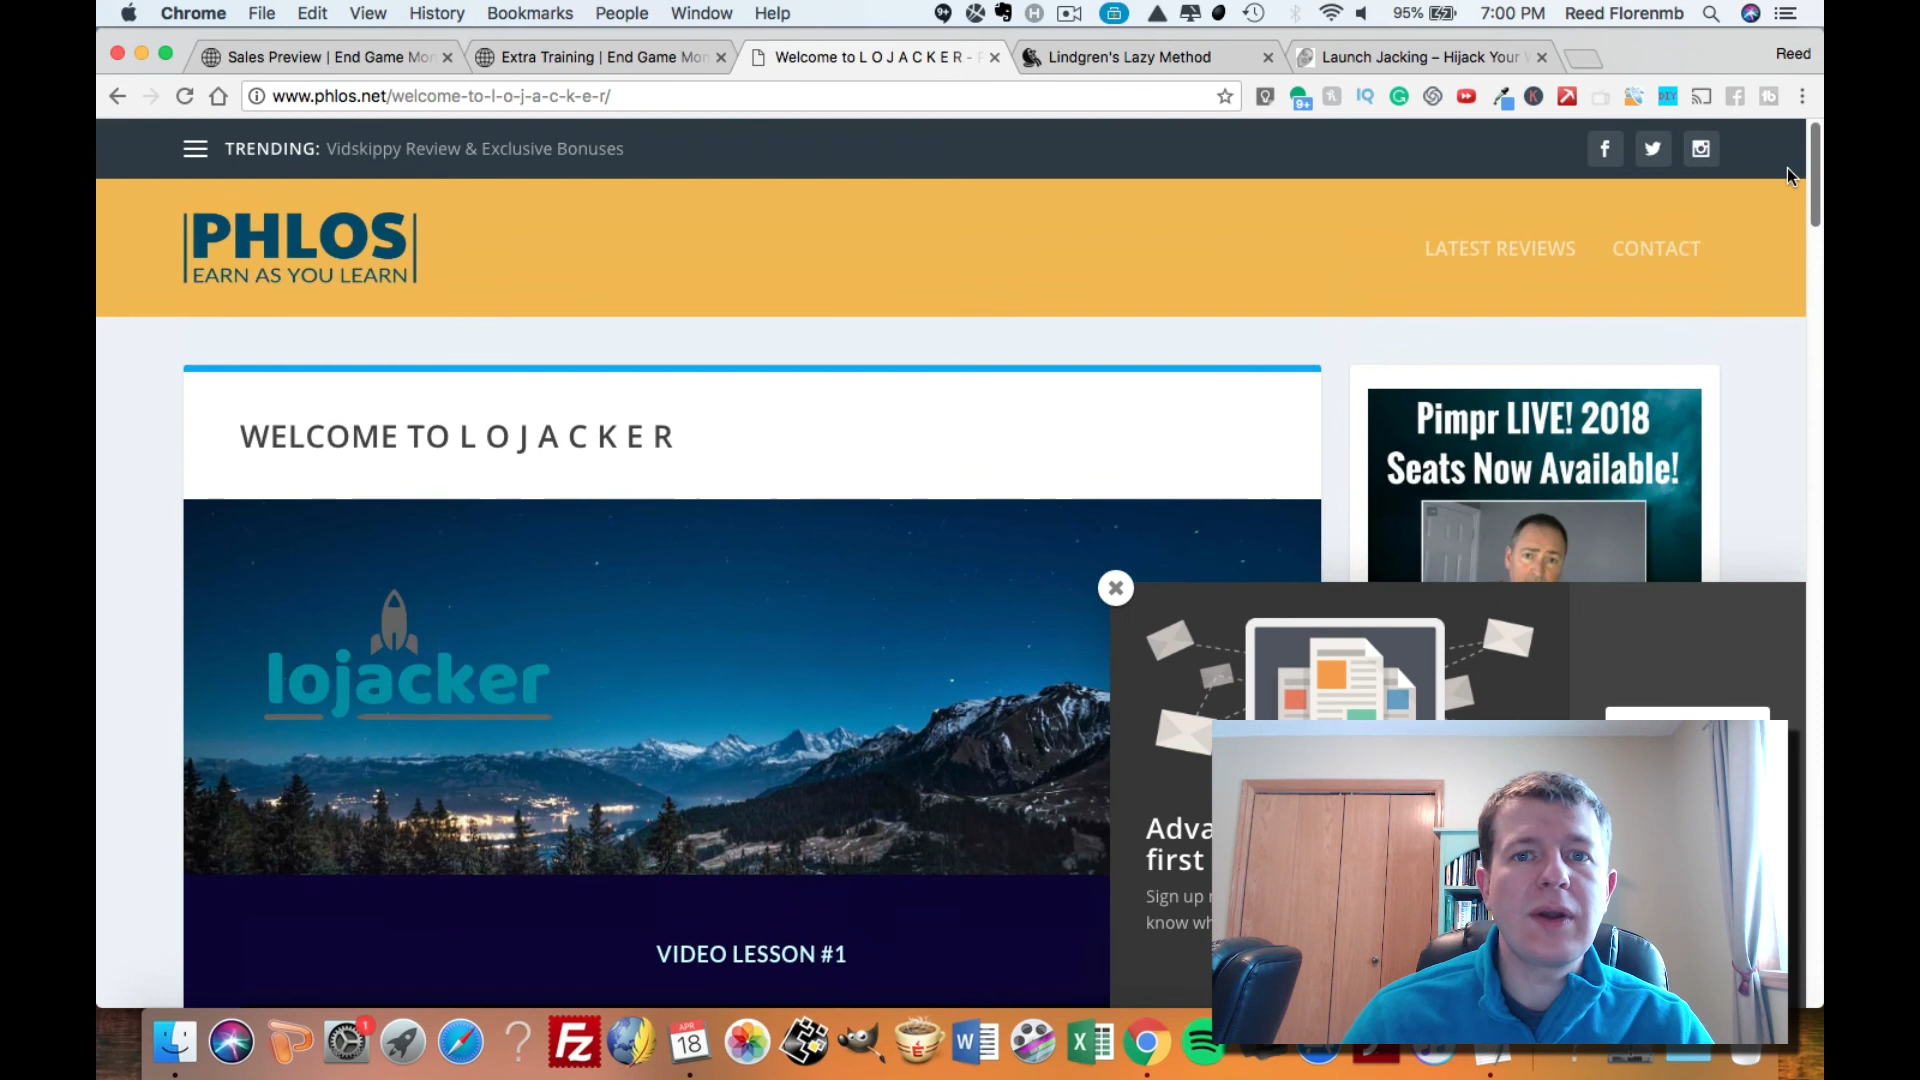 Chrome File Edit View History Bookmarks People Window Help 95% 7:00 PM Reed Florenmb
Sales Preview | End Game Mon Extra Training | End Game Mon Welcome to L O J A C K E R - Lindgren's Lazy Method Launch Jacking – Hijack Your Reed
www.phlos.net/welcome-to-l-o-j-a-c-k-e-r/
TRENDING: Vidskippy Review & Exclusive Bonuses
PHLOS
EARN AS YOU LEARN
LATEST REVIEWS CONTACT
WELCOME TO L O J A C K E R
Pimpr LIVE! 2018
Seats Now Available!
lojacker
VIDEO LESSON #1
Adva
first
Sign up
know wh
APR
18